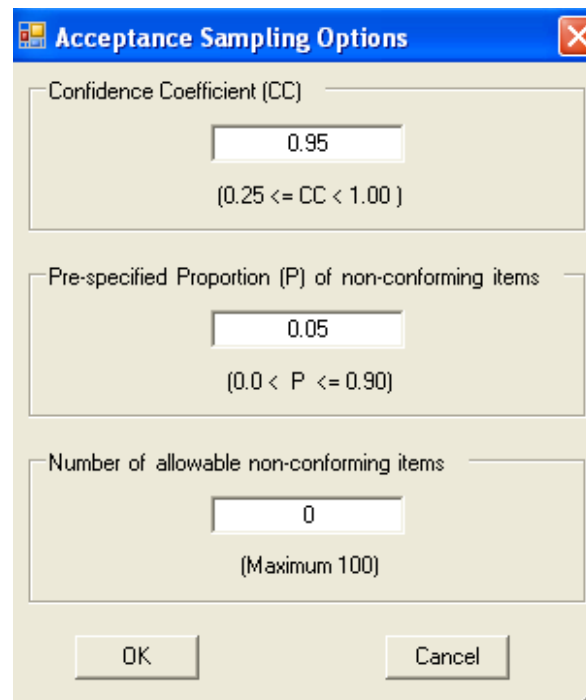 Acceptance Sampling Options
Confidence Coefficient (CC)
0.95
(0.25 <= CC < 1.00 )
Pre-specified Proportion (P) of non-conforming items
0.05
(0.0 < P <= 0.90)
Number of allowable non-conforming items
0
(Maximum 100)
OK Cancel